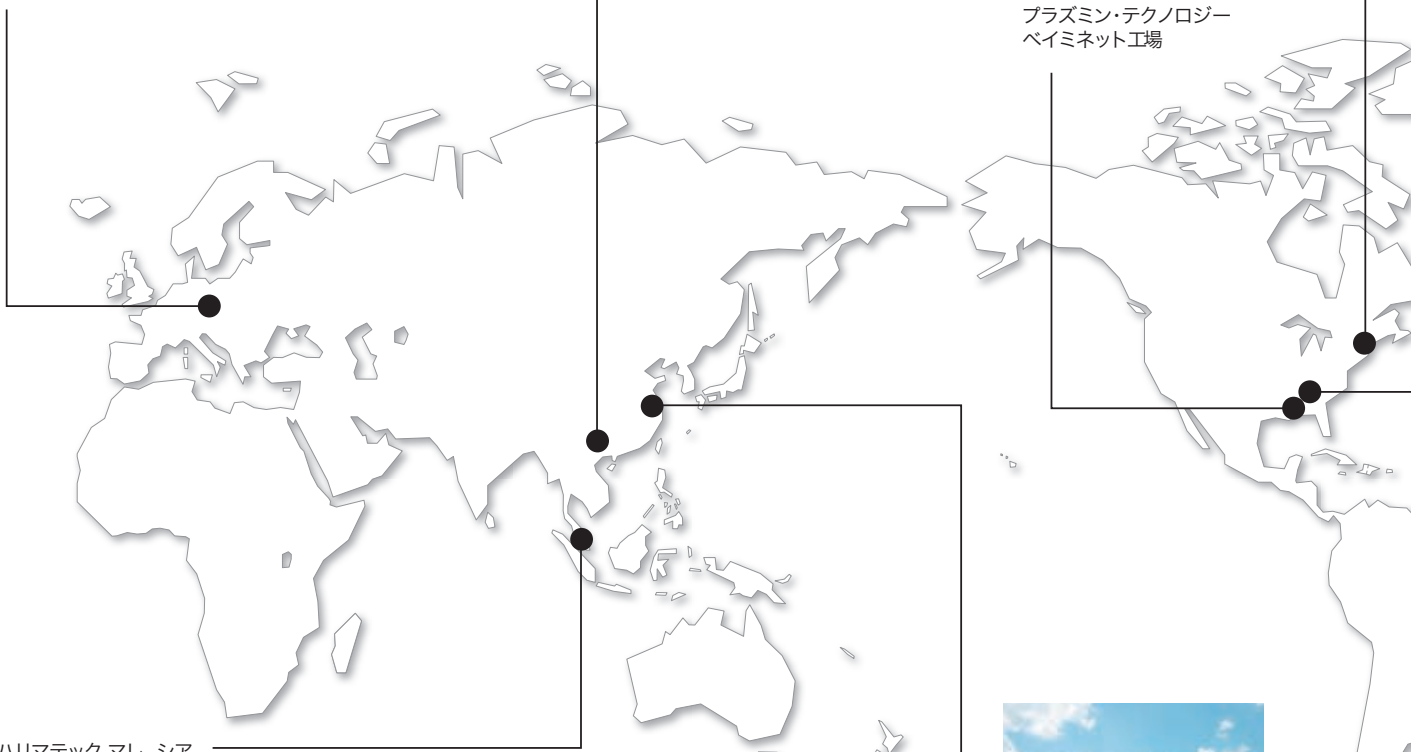 プラズミン・テクノロジー
ベイミネット工場
ハリマテックマレーシア